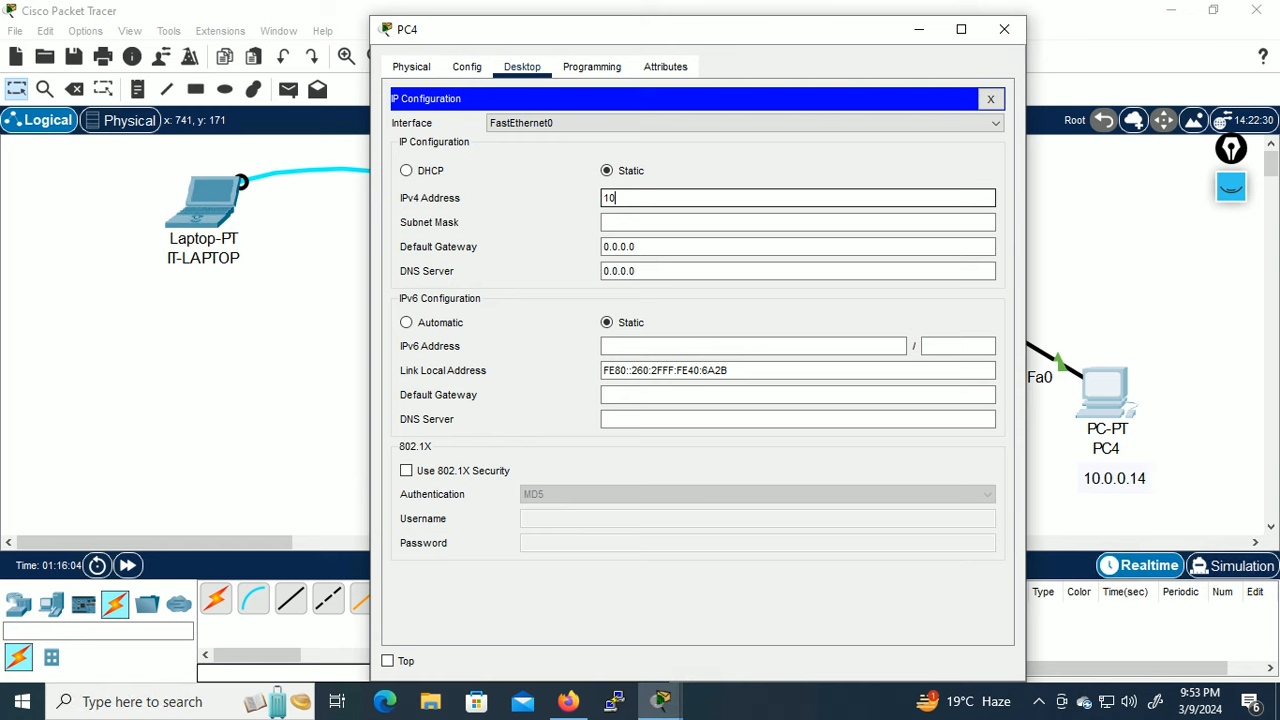 Cisco Packet Tracer
File Edit Options View Tools Extensions Window Help
Logical Physical x: 741, y: 171
Root 14:22:30
Laptop-PT
IT-LAPTOP
PC4
Physical Config Desktop Programming Attributes
IP Configuration X
Interface FastEthernet0
IP Configuration
DHCP Static
IPv4 Address 10
Subnet Mask
Default Gateway 0.0.0.0
DNS Server 0.0.0.0
IPv6 Configuration
Automatic Static
IPv6 Address /
Link Local Address FE80::260:2FFF:FE40:6A2B
Default Gateway
DNS Server
802.1X
Use 802.1X Security
Authentication MD5
Username
Password
Top
Fa0
PC-PT
PC4
10.0.0.14
Time: 01:16:04
Realtime Simulation
Type Color Time(sec) Periodic Num Edit
Type here to search
19°C Haze
9:53 PM
3/9/2024
6
1